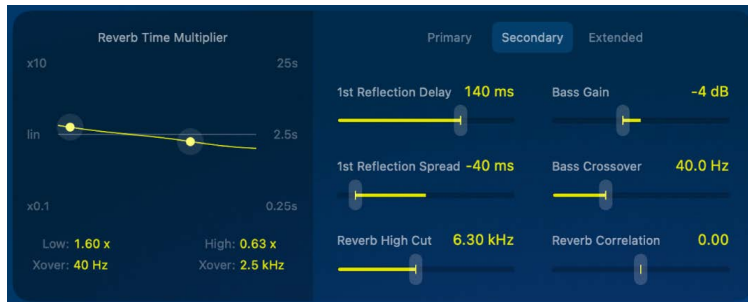 Reverb Time Multiplier
x10 25s
lin 2.5s
x0.1 0.25s
Low: 1.60 x High: 0.63 x
Xover: 40 Hz Xover: 2.5 kHz
Primary Secondary Extended
1st Reflection Delay 140 ms Bass Gain -4 dB
1st Reflection Spread -40 ms Bass Crossover 40.0 Hz
Reverb High Cut 6.30 kHz Reverb Correlation 0.00